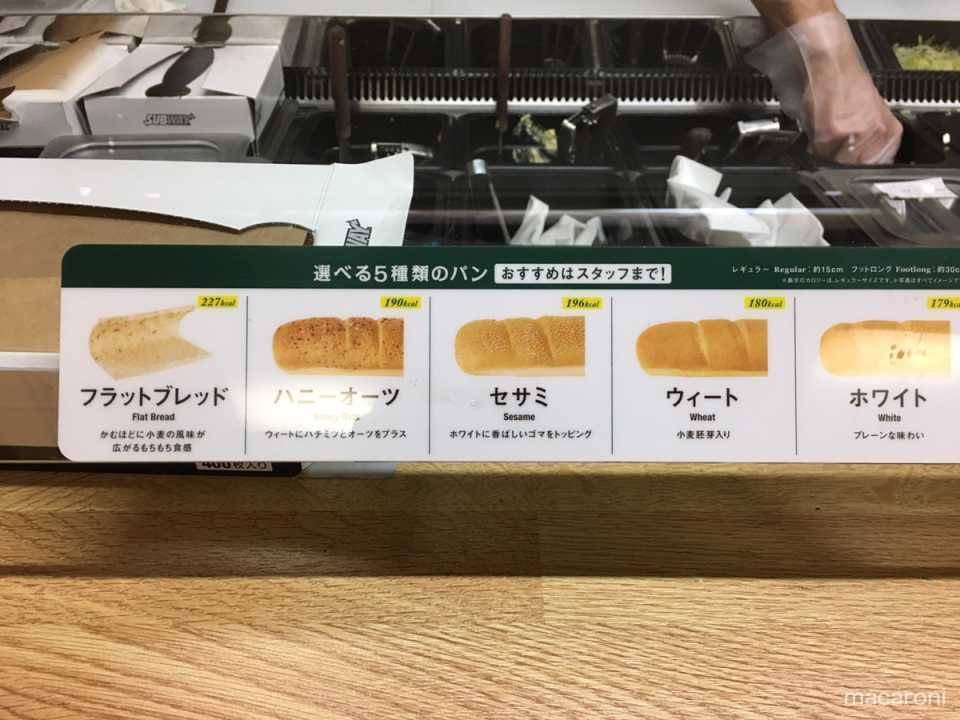 SUBWAY
WAY
選べる5種類のパン おすすめはスタッフまで!
レギュラー Regular:約15cm フットロング Footlong:約30c
227kcal
フラットブレッド
Flat Bread
かむほどに小麦の風味が
広がるもちもち食感
190kcal
ハニーオーツ
ウィートにハチミツとオーツをプラス
196kcal
セサミ
Sesame
ホワイトに香ばしいゴマをトッピング
180kcal
ウィート
Wheat
小麦胚芽入り
179kca
ホワイト
White
プレーンな味わい
400枚入り
macaroni